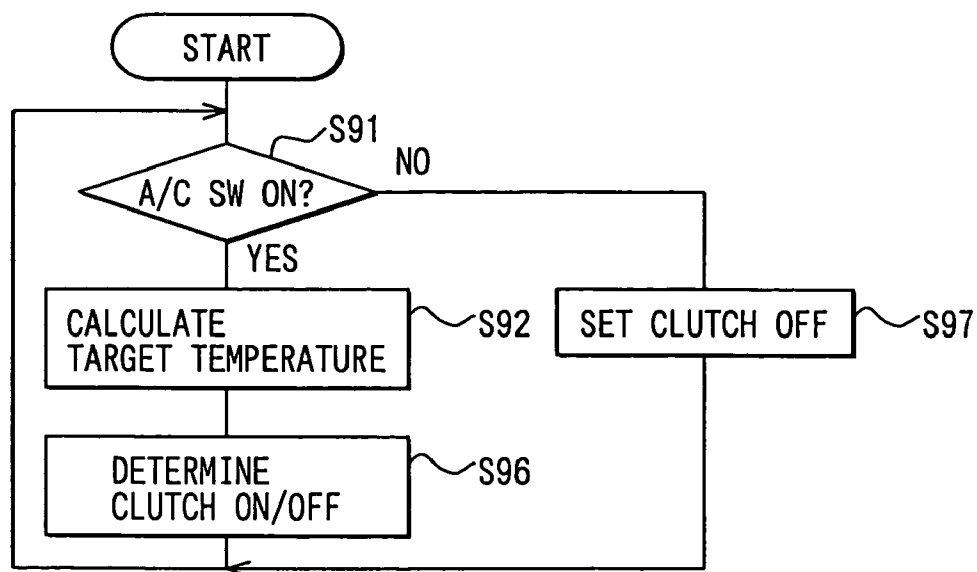 START
S91
NO
A/C SW ON?
YES
CALCULATE
TARGET TEMPERATURE
S92
SET CLUTCH OFF
S97
DETERMINE
CLUTCH ON/OFF
S96